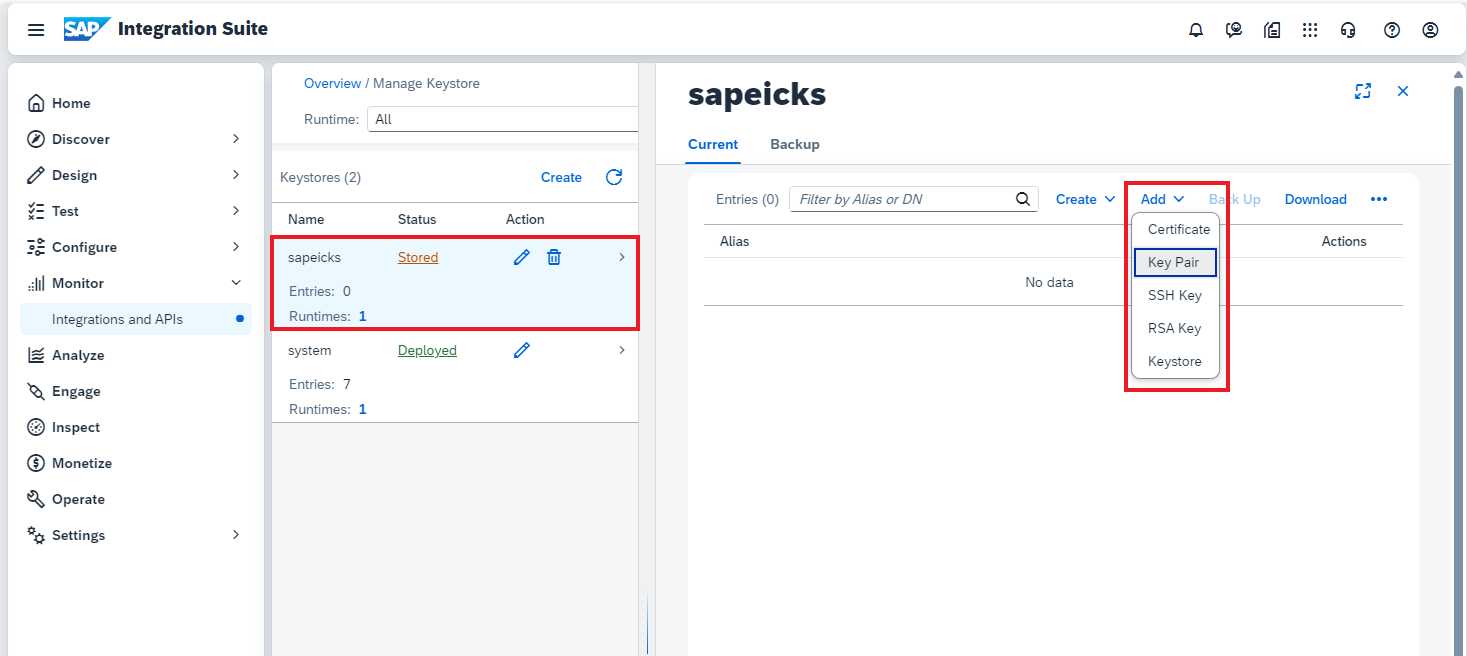 SAP Integration Suite
Home
Discover
Design
Test
Configure
Monitor
Integrations and APIs
Analyze
Engage
Inspect
Monetize
Operate
Settings
Overview / Manage Keystore
Runtime: All
Keystores (2) Create
Name Status Action
sapeicks Stored
Entries: 0
Runtimes: 1
system Deployed
Entries: 7
Runtimes: 1
sapeicks
Current Backup
Entries (0) Filter by Alias or DN Create Add Back Up Download
Alias Actions
No data
Certificate
Key Pair
SSH Key
RSA Key
Keystore